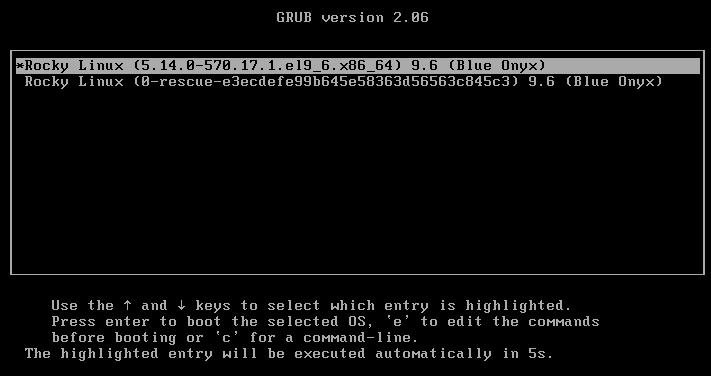 GRUB version 2.06
*Rocky Linux (5.14.0-570.17.1.el9_6.x86_64) 9.6 (Blue Onyx)
Rocky Linux (0-rescue-e3ecdefe99b645e58363d56563c845c3) 9.6 (Blue Onyx)
Use the ↑ and ↓ keys to select which entry is highlighted.
Press enter to boot the selected OS, `e' to edit the commands
before booting or `c' for a command-line.
The highlighted entry will be executed automatically in 5s.